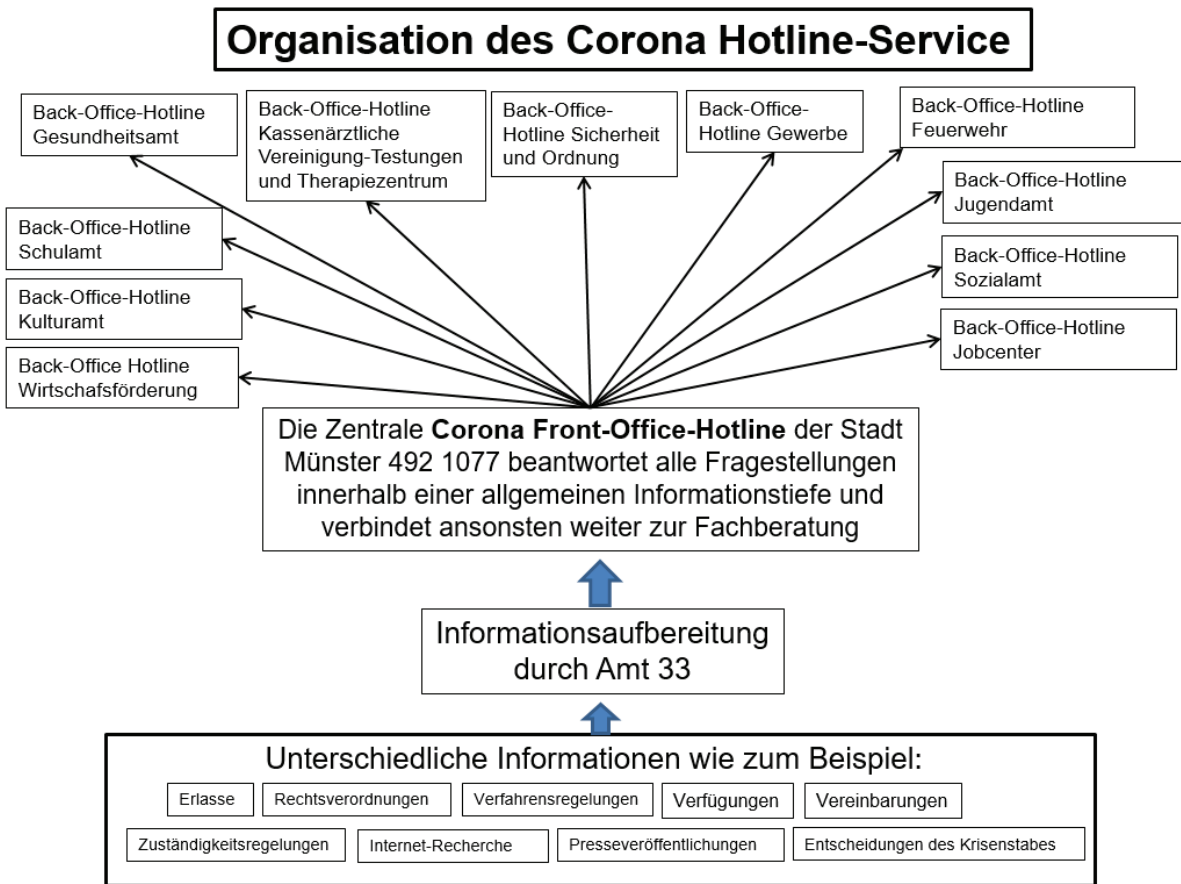 Organisation des Corona Hotline-Service
Back-Office-Hotline
Gesundheitsamt
Back-Office-Hotline
Kassenärztliche
Vereinigung-Testungen
und Therapiezentrum
Back-Office-
Hotline Sicherheit
und Ordnung
Back-Office-
Hotline Gewerbe
Back-Office-Hotline
Feuerwehr
Back-Office-Hotline
Jugendamt
Back-Office-Hotline
Schulamt
Back-Office-Hotline
Sozialamt
Back-Office-Hotline
Kulturamt
Back-Office-Hotline
Jobcenter
Back-Office Hotline
Wirtschafsförderung
Die Zentrale Corona Front-Office-Hotline der Stadt
Münster 492 1077 beantwortet alle Fragestellungen
innerhalb einer allgemeinen Informationstiefe und
verbindet ansonsten weiter zur Fachberatung
Informationsaufbereitung
durch Amt 33
Unterschiedliche Informationen wie zum Beispiel:
Erlasse
Rechtsverordnungen
Verfahrensregelungen
Verfügungen
Vereinbarungen
Zuständigkeitsregelungen
Internet-Recherche
Presseveröffentlichungen
Entscheidungen des Krisenstabes